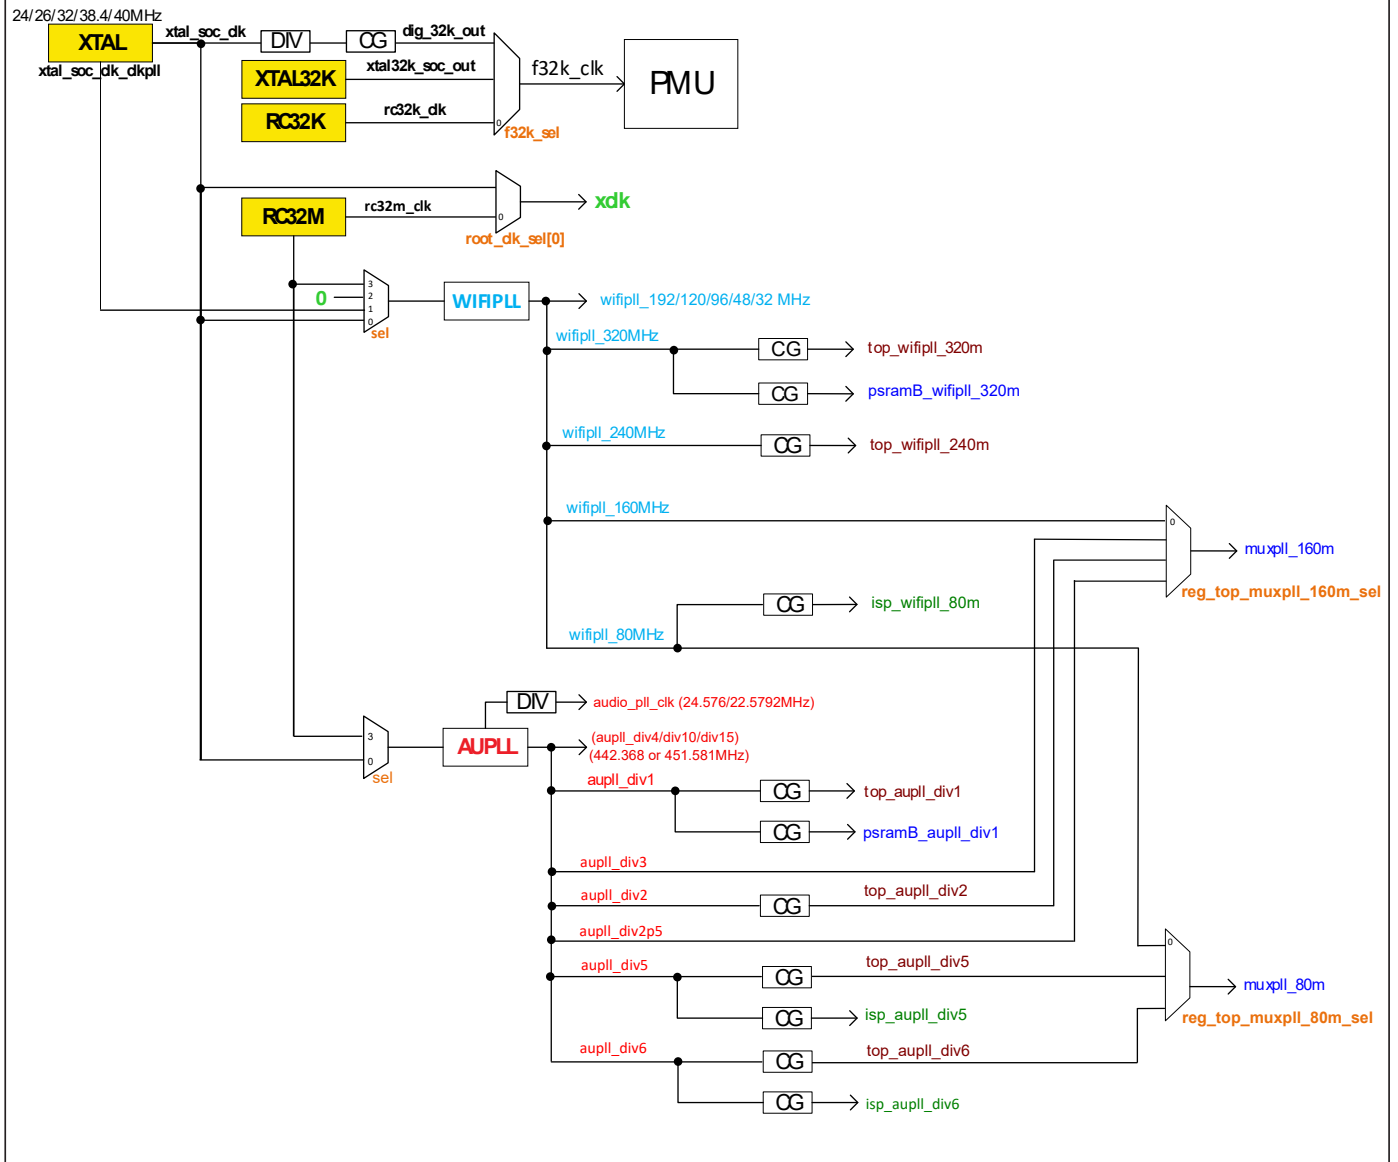 24/26/32/38.4/40MHz
XTAL
xtal_soc_clk
DIV
CG
dig_32k_out
xtal_soc_clk_clkpll
XTAL32K
xtal32k_soc_out
f32k_clk
PMU
RC32K
rc32k_clk
0
f32k_sel
RC32M
rc32m_clk
0
xclk
root_clk_sel[0]
3
0
2
1
0
sel
WIFIPLL
wifipll_192/120/96/48/32 MHz
wifipll_320MHz
CG
top_wifipll_320m
CG
psramB_wifipll_320m
wifipll_240MHz
CG
top_wifipll_240m
wifipll_160MHz
0
muxpll_160m
reg_top_muxpll_160m_sel
CG
isp_wifipll_80m
wifipll_80MHz
DIV
audio_pll_clk (24.576/22.5792MHz)
3
0
sel
AUPLL
(aupll_div4/div10/div15)
(442.368 or 451.581MHz)
aupll_div1
CG
top_aupll_div1
CG
psramB_aupll_div1
aupll_div3
aupll_div2
CG
top_aupll_div2
aupll_div2p5
0
aupll_div5
CG
top_aupll_div5
muxpll_80m
CG
isp_aupll_div5
reg_top_muxpll_80m_sel
aupll_div6
CG
top_aupll_div6
CG
isp_aupll_div6